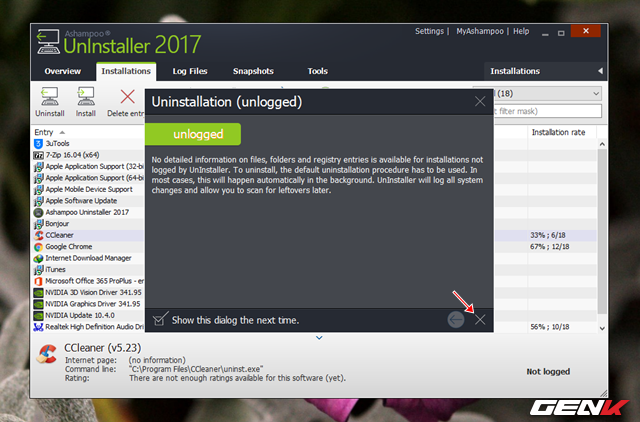 Ashampoo®
UnInstaller 2017
Settings | MyAshampoo | Help
Overview
Installations
Log Files
Snapshots
Tools
Installations
Uninstall
Install
Delete entr
(18)
t filter mask)
Entry
Installation rate
3uTools
7-Zip 16.04 (x64)
Apple Application Support (32-bi
Apple Application Support (64-b
Apple Mobile Device Support
Apple Software Update
Ashampoo Uninstaller 2017
Bonjour
CCleaner
33% ; 6/18
Google Chrome
67% ; 12/18
Internet Download Manager
iTunes
Microsoft Office 365 ProPlus - en
NVIDIA 3D Vision Driver 341.95
NVIDIA Graphics Driver 341.95
NVIDIA Update 10.4.0
Realtek High Definition Audio Dri
56% ; 10/18
Uninstallation (unlogged)
unlogged
No detailed information on files, folders and registry entries is available for installations not
logged by UnInstaller. To uninstall, the default uninstallation procedure has to be used. In
most cases, this will happen automatically in the background. UnInstaller will log all system
changes and allow you to scan for leftovers later.
Show this dialog the next time.
CCleaner (v5.23)
Internet page: (no information)
Command line: "C:\Program Files\CCleaner\uninst.exe"
Rating: There are not enough ratings available for this software (yet).
Not logged
GENK